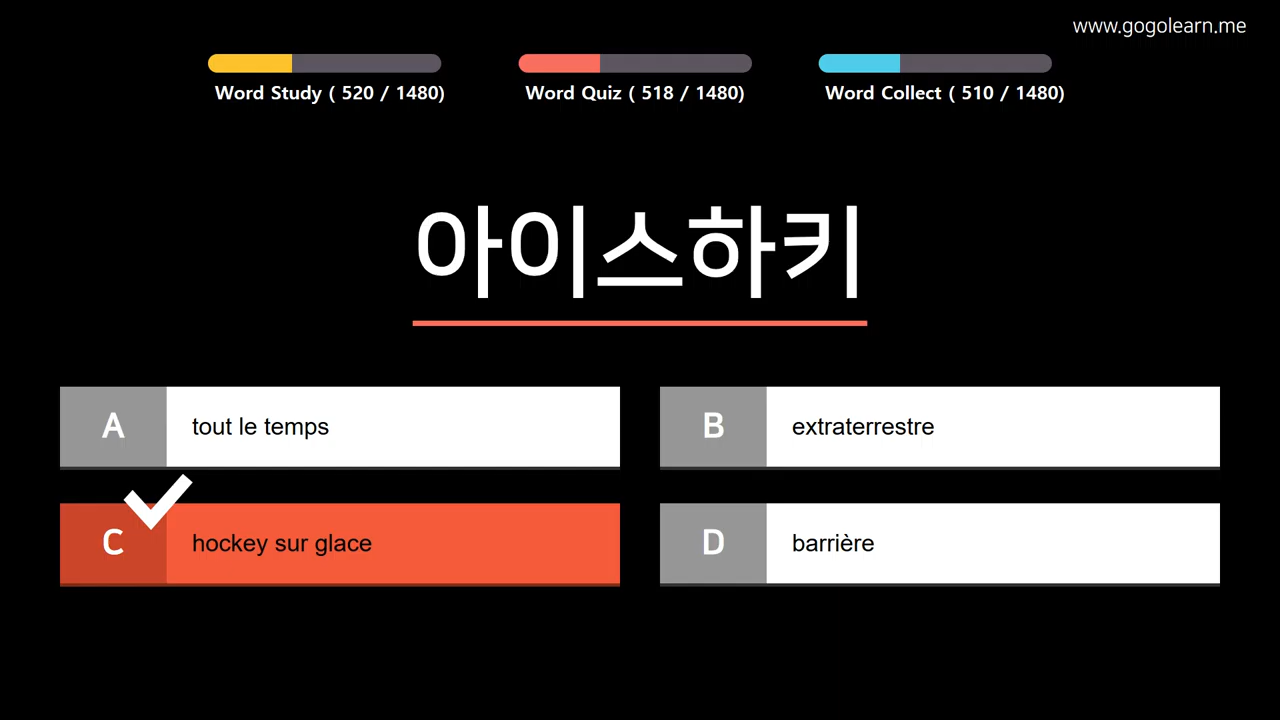 www.gogolearn.me
Word Study ( 520 / 1480)
Word Quiz ( 518 / 1480)
Word Collect ( 510 / 1480)
아이스하키
A tout le temps
B extraterrestre
C hockey sur glace
D barrière